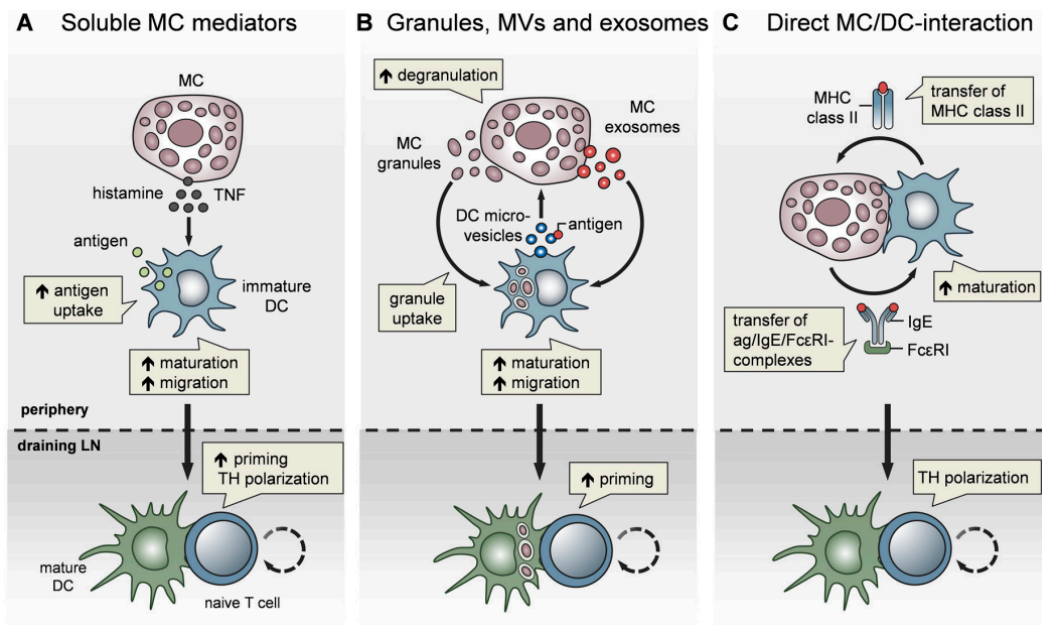 A Soluble MC mediators
MC
histamine
TNF
antigen
🡅 antigen
uptake
immature
DC
🡅 maturation
🡅 migration
periphery
draining LN
🡅 priming
TH polarization
mature
DC
naive T cell
B Granules, MVs and exosomes
🡅 degranulation
MC
exosomes
MC
granules
DC micro-
vesicles
antigen
granule
uptake
🡅 maturation
🡅 migration
🡅 priming
C Direct MC/DC-interaction
MHC
class II
transfer of
MHC class II
🡅 maturation
transfer of
ag/IgE/FcεRI-
complexes
IgE
FcεRI
TH polarization